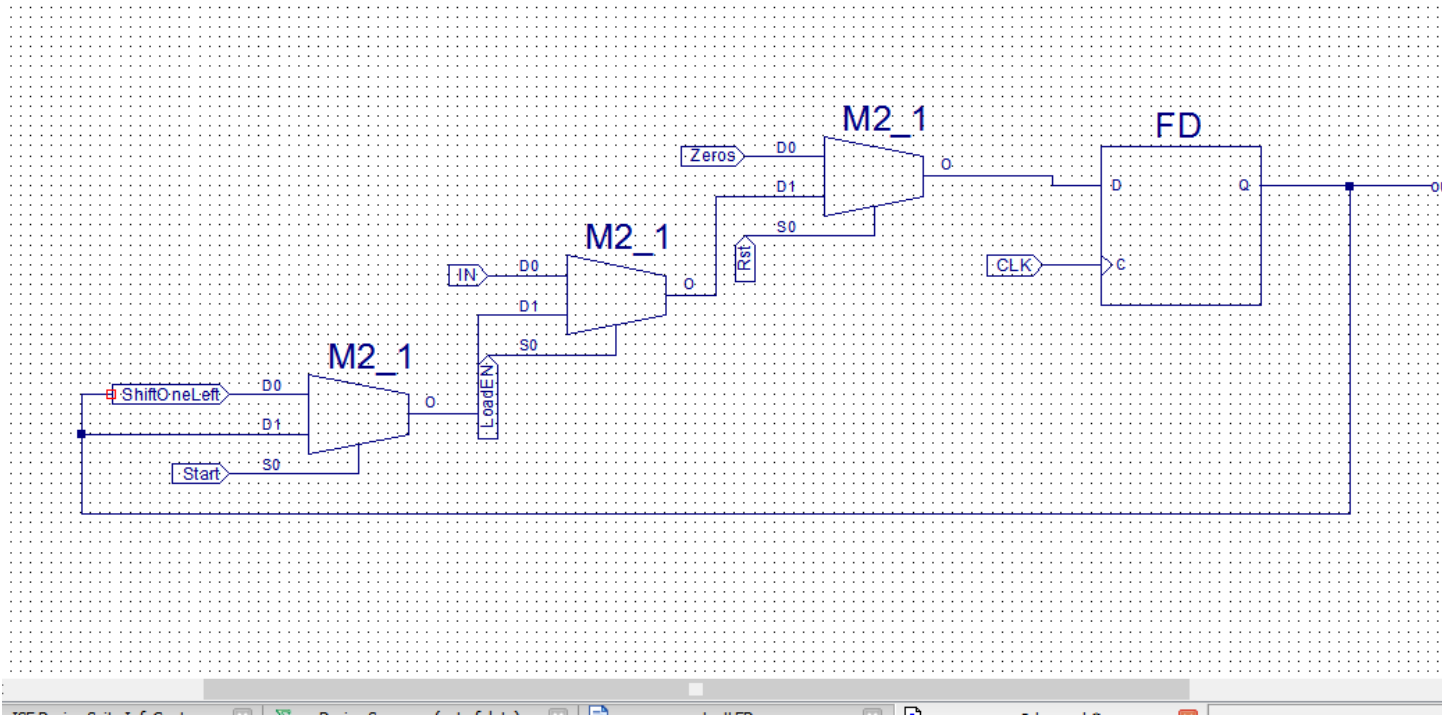 M2_1
FD
Zeros
D0
O
D1
D
Q
M2_1
S0
Rst
IN
D0
CLK
C
O
D1
M2_1
S0
ShiftOneLeft
D0
LoadEN
O
D1
Start
S0